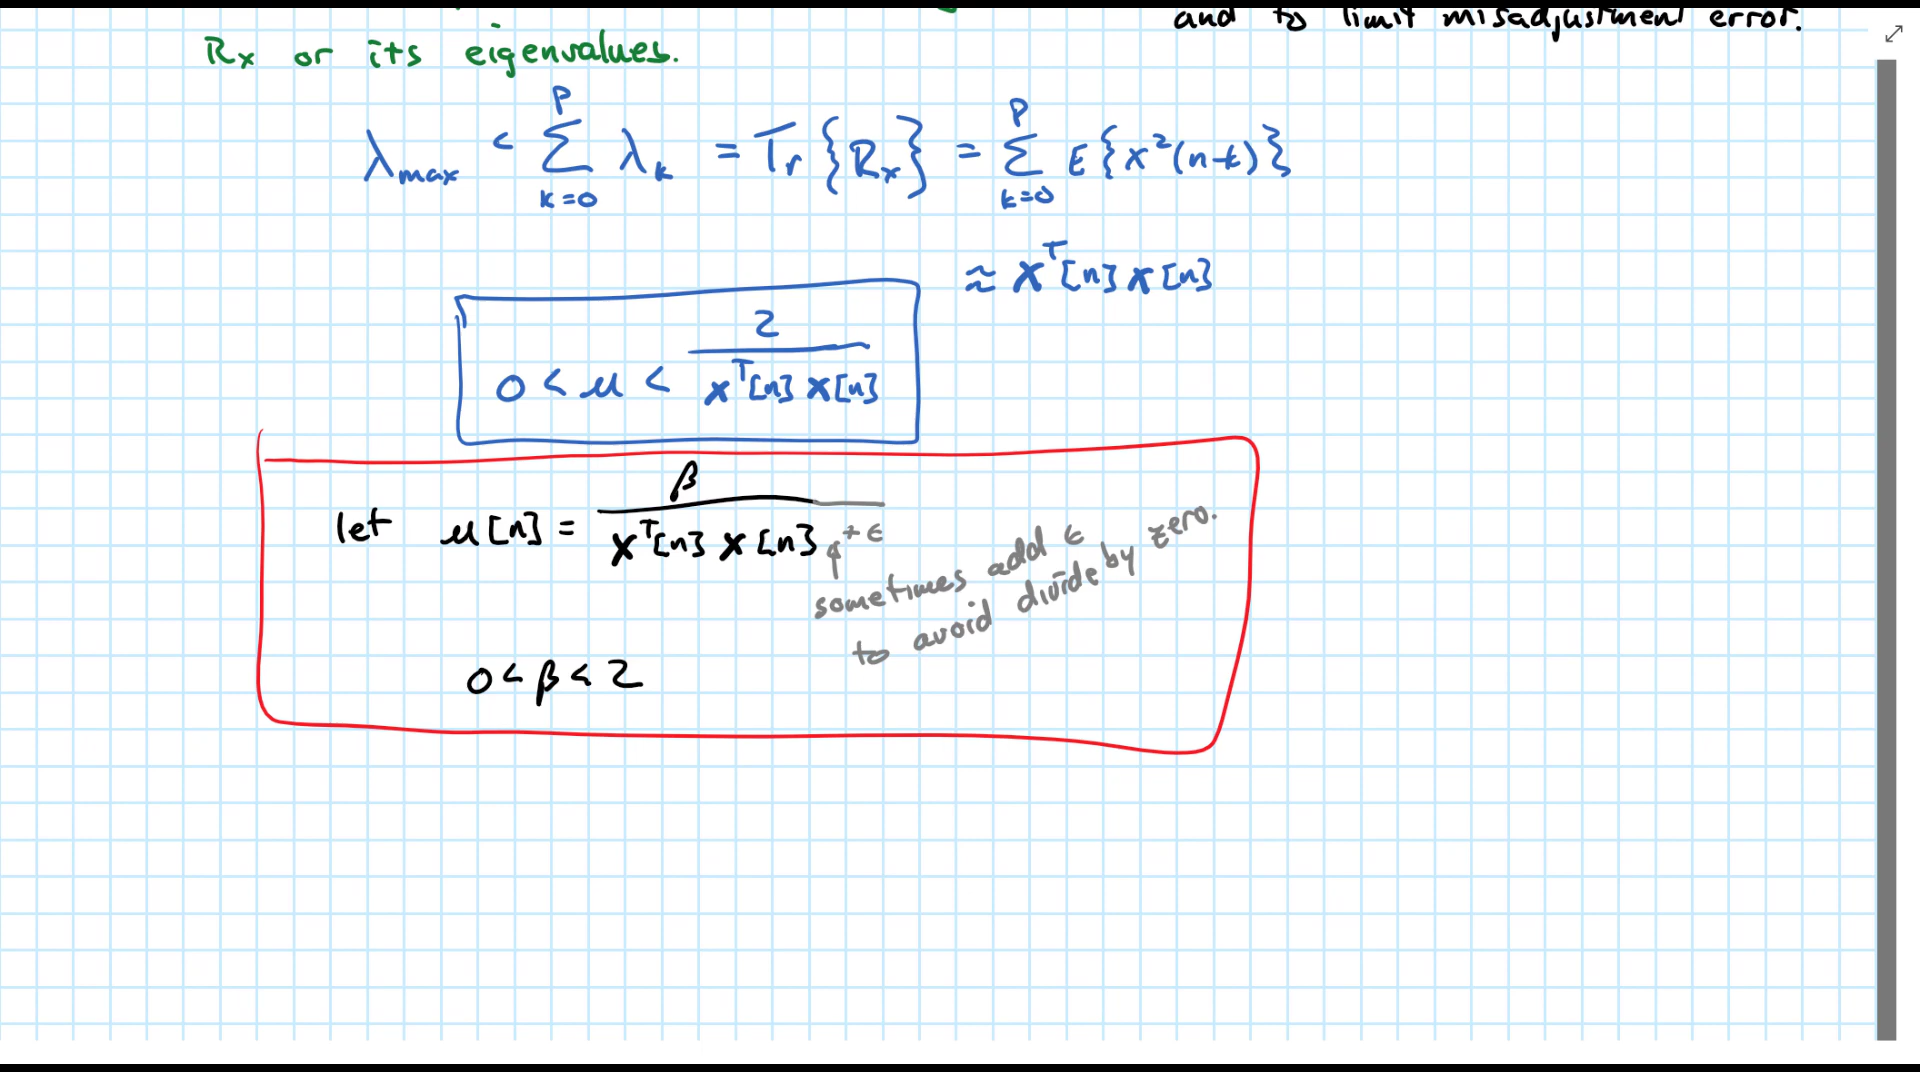 and to limit misadjustment error.
Rx or its eigenvalues.
λmax < Σ_{k=0}^{P} λk = Tr{Rx} = Σ_{k=0}^{P} E{x²(n-k)}
≈ xᵀ[n] x[n]
0 < μ < 2 / xᵀ[n] x[n]
let μ[n] = β / xᵀ[n] x[n] + ϵ
sometimes add ϵ
to avoid divide by zero.
0 < β < 2